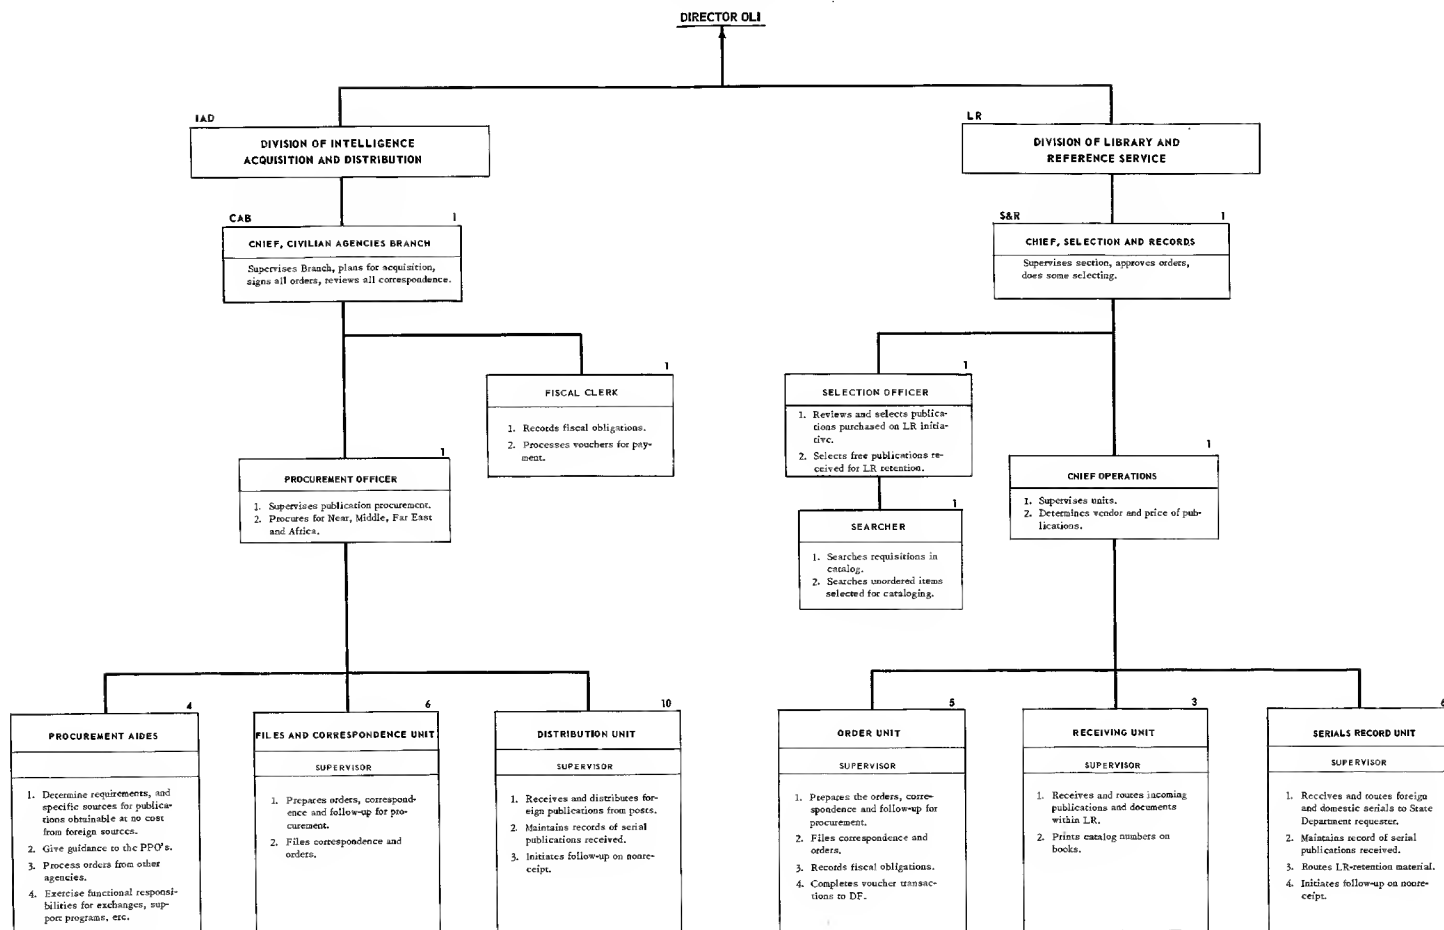 DIRECTOR OLI
IAD
DIVISION OF INTELLIGENCE
ACQUISITION AND DISTRIBUTION
CAB
1
CNIEF, CIVILIAN AGENCIES BRANCH
Supervises Branch, plans for acquisition,
signs all orders, reviews all correspondence.
1
FISCAL CLERK
1. Records fiscal obligations.
2. Processes vouchers for pay-
ment.
1
PROCUREMENT OFFICER
1. Supervises publication procurement.
2. Procures for Near, Middle, Far East
and Africa.
4
PROCUREMENT AIDES
1. Determine requirements, and
specific sources for publica-
tions obtainable at no cost
from foreign sources.
2. Give guidance to the PPO's.
3. Process orders from other
agencies.
4. Exercise functional responsi-
bilities for exchanges, sup-
port programs, etc.
6
FILES AND CORRESPONDENCE UNIT
SUPERVISOR
1. Prepares orders, correspond-
ence and follow-up for pro-
curement.
2. Files correspondence and
orders.
10
DISTRIBUTION UNIT
SUPERVISOR
1. Receives and distributes for-
eign publications from posts.
2. Maintains records of serial
publications received.
3. Initiates follow-up on nonre-
ceipt.
LR
DIVISION OF LIBRARY AND
REFERENCE SERVICE
S&R
1
CHIEF, SELECTION AND RECORDS
Supervises section, approves orders,
does some selecting.
1
SELECTION OFFICER
1. Reviews and selects publica-
tions purchased on LR initia-
tive.
2. Selects free publications re-
ceived for LR retention.
1
SEARCHER
1. Searches requisitions in
catalog.
2. Searches unordered items
selected for cataloging.
1
CNIEF OPERATIONS
1. Supervises units.
2. Determines vendor and price of pub-
lications.
5
ORDER UNIT
SUPERVISOR
1. Prepares the orders, corre-
spondence and follow-up for
procurement.
2. Files correspondence and
orders.
3. Records fiscal obligations.
4. Completes voucher transac-
tions to DF.
3
RECEIVING UNIT
SUPERVISOR
1. Receives and routes incoming
publications and documents
within LR.
2. Prints catalog numbers on
books.
6
SERIALS RECORD UNIT
SUPERVISOR
1. Receives and routes foreign
and domestic serials to State
Department requester.
2. Maintains record of serial
publications received.
3. Routes LR-retention material.
4. Initiates follow-up on nonre-
ceipt.